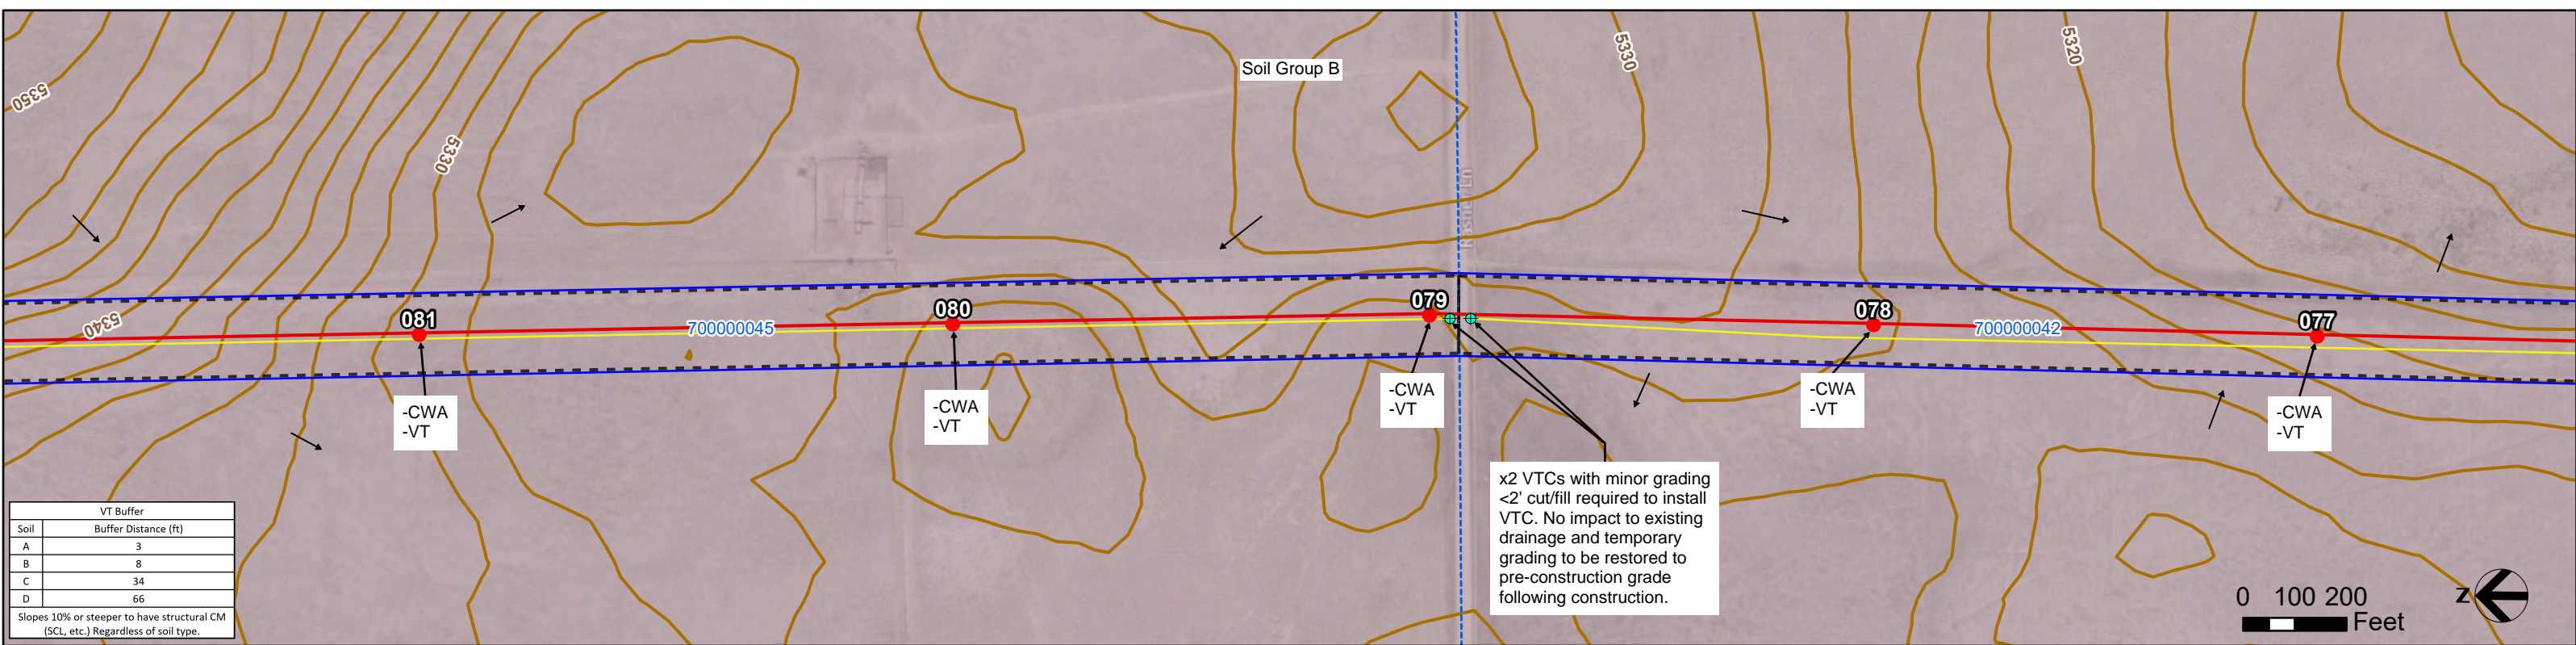 Soil Group B
5350
5330
5330
5320
5340
081
700000045
080
079
078
700000042
077
-CWA
-VT
-CWA
-VT
-CWA
-VT
-CWA
-VT
-CWA
-VT
x2 VTCs with minor grading
<2' cut/fill required to install
VTC. No impact to existing
drainage and temporary
grading to be restored to
pre-construction grade
following construction.
VT Buffer
Soil Buffer Distance (ft)
A 3
B 8
C 34
D 66
Slopes 10% or steeper to have structural CM
(SCL, etc.) Regardless of soil type.
0 100 200
Feet
Z